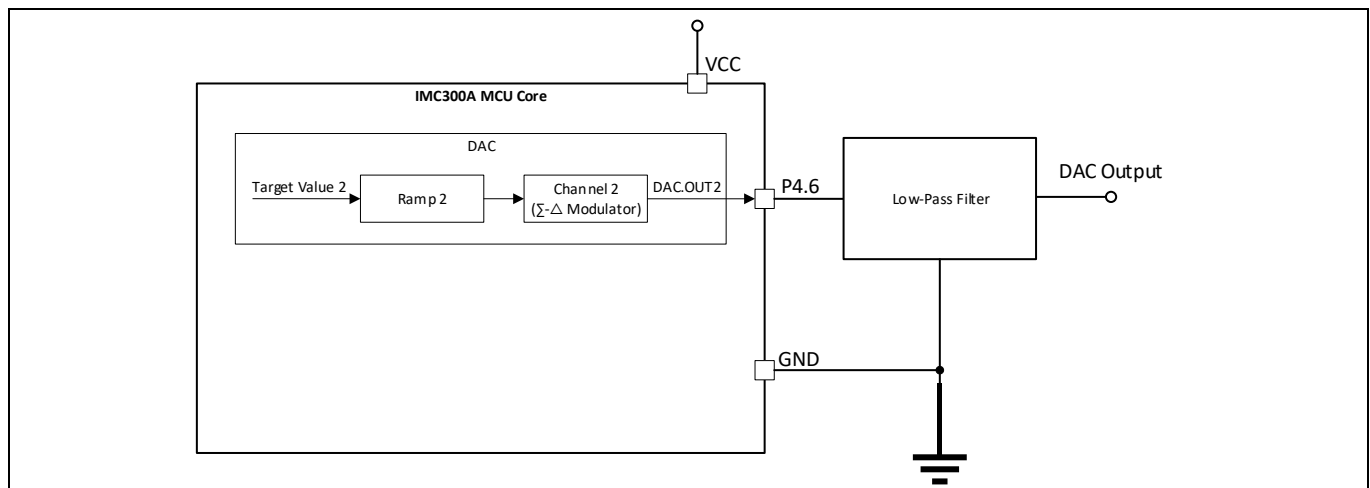 VCC
IMC300A MCU Core
DAC
Target Value 2
Ramp 2
Channel 2
(∑-△ Modulator)
DAC.OUT2
P4.6
Low-Pass Filter
DAC Output
GND